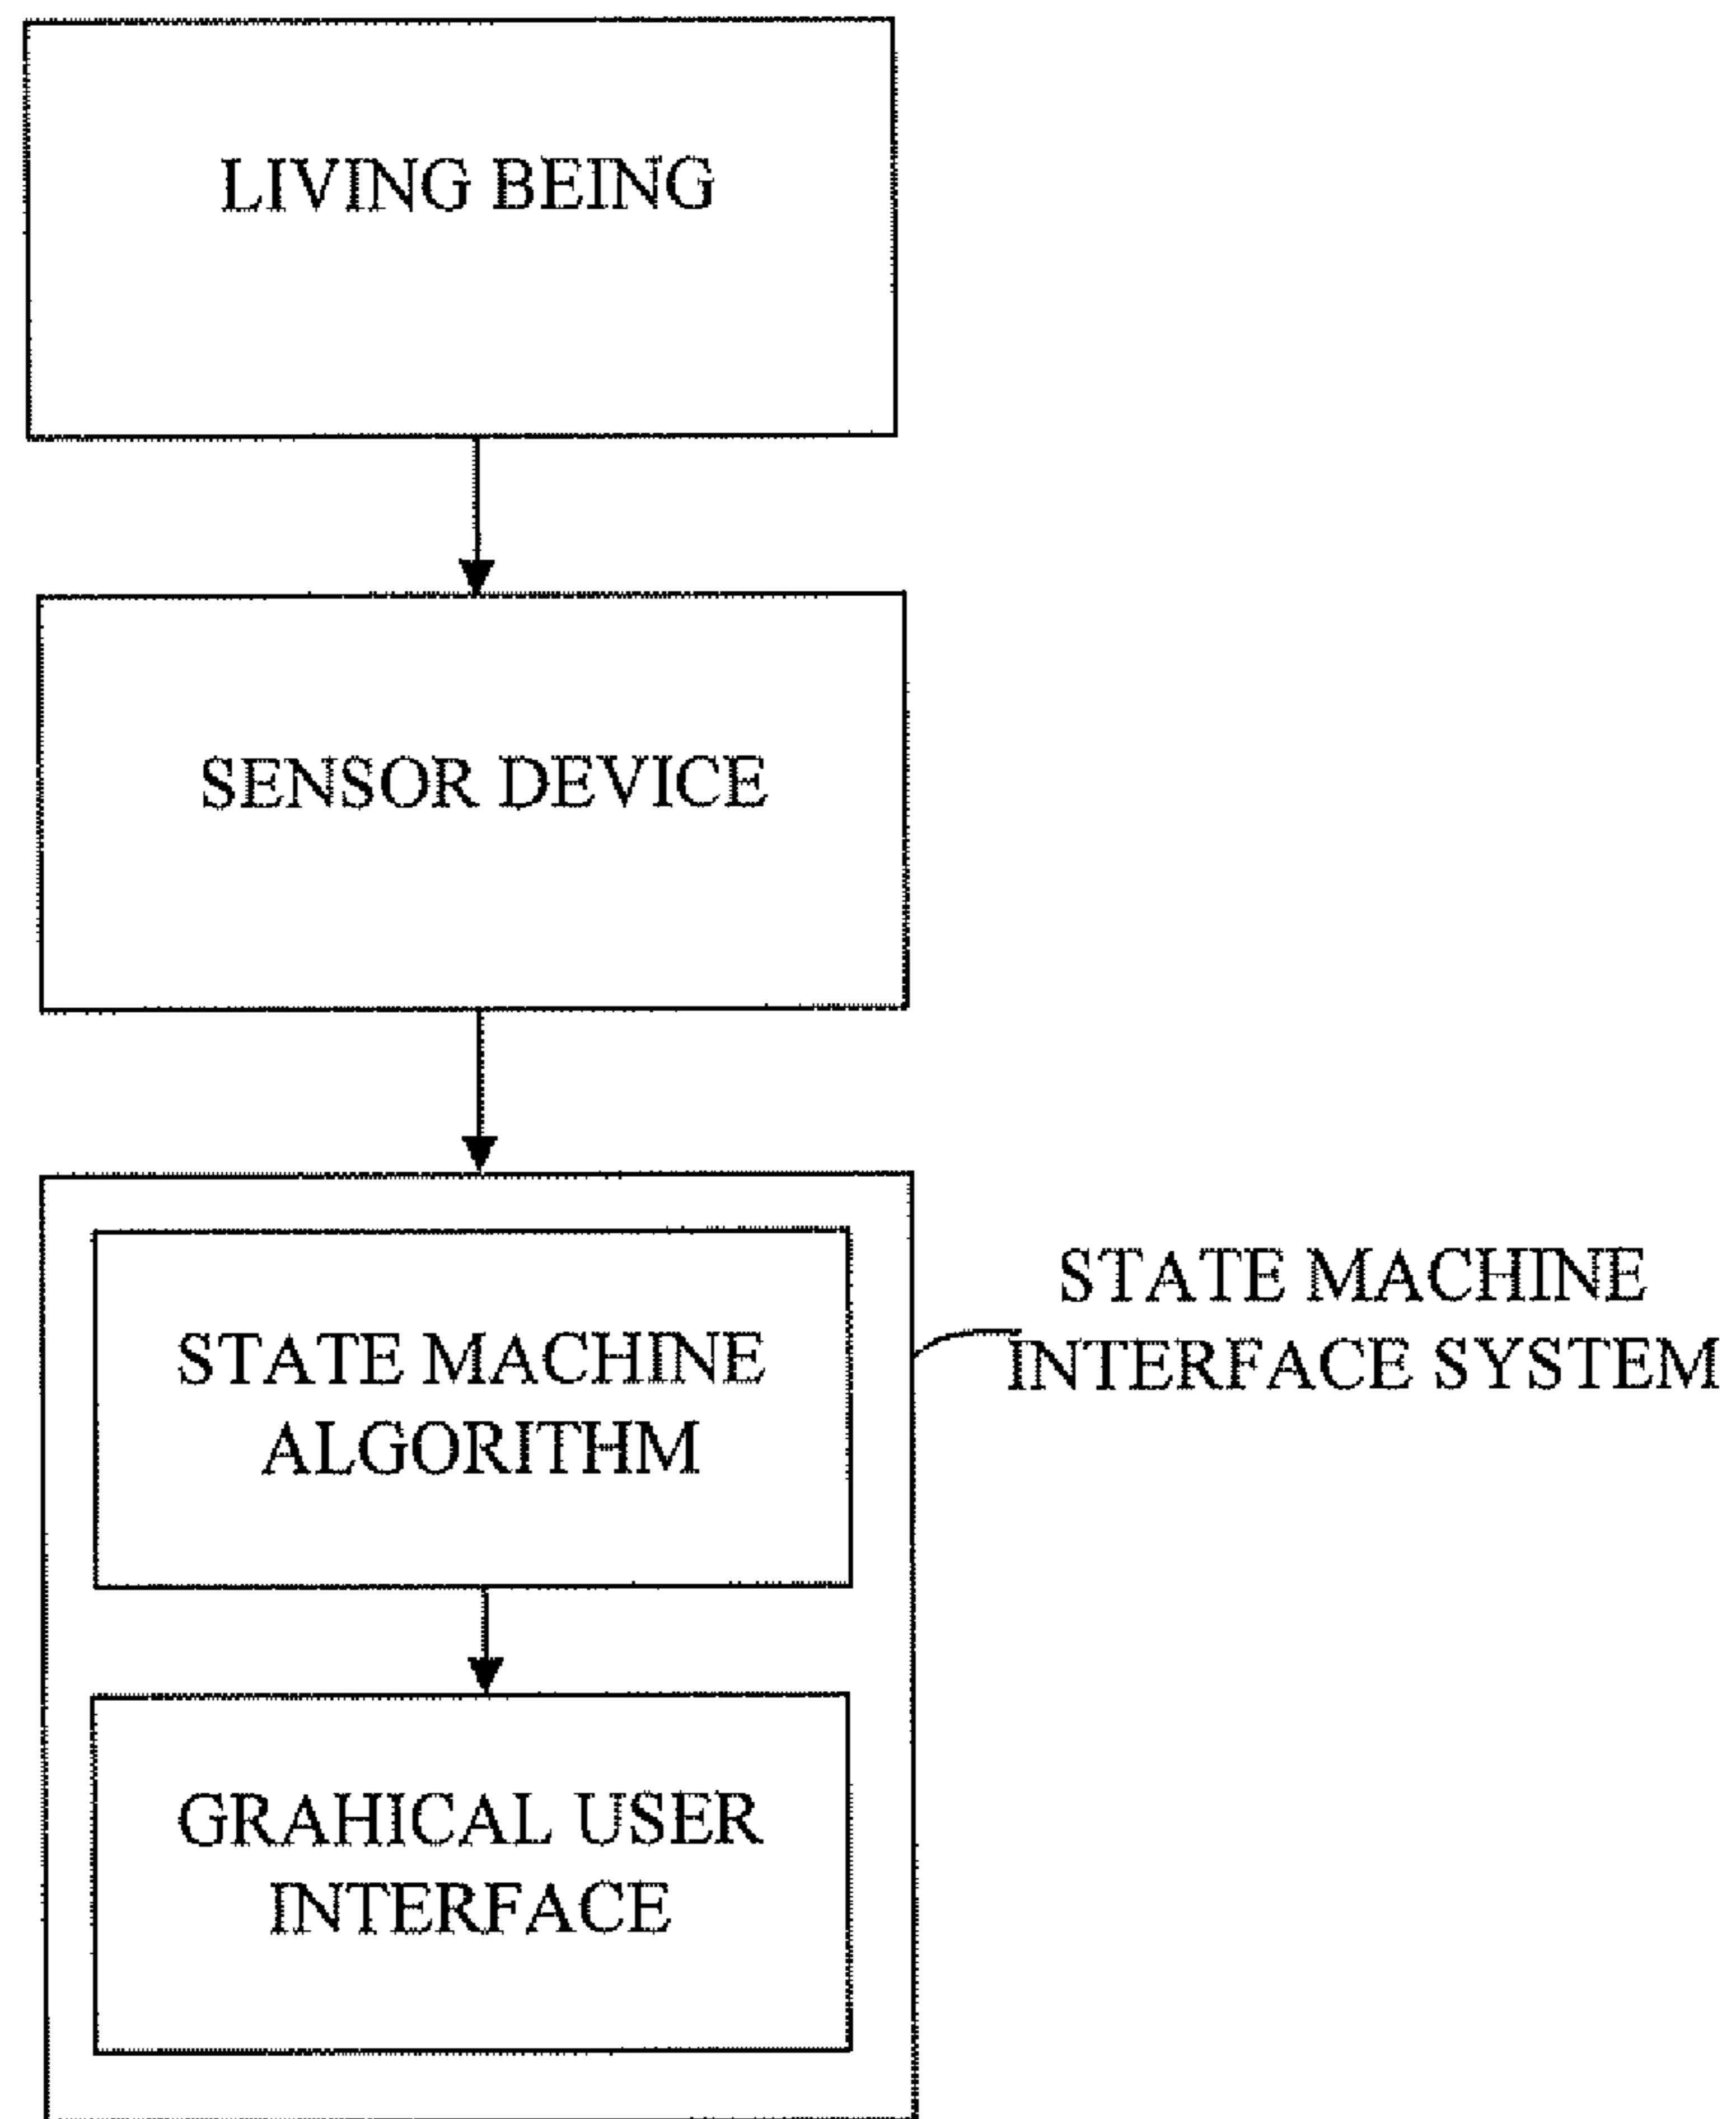 LIVING BEING
SENSOR DEVICE
STATE MACHINE
ALGORITHM
STATE MACHINE
INTERFACE SYSTEM
GRAHICAL USER
INTERFACE